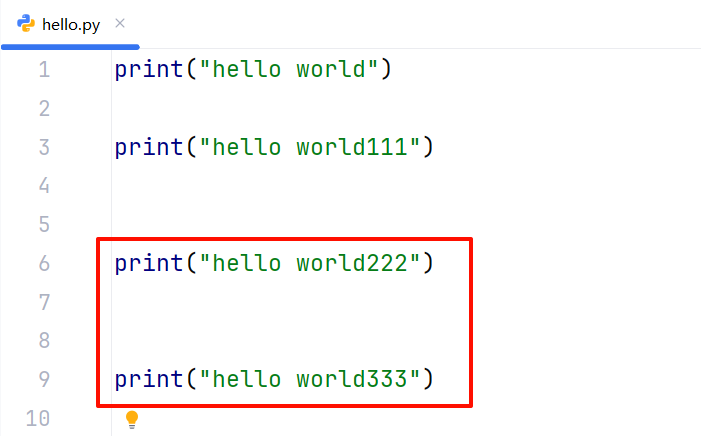 hello.py
1 print("hello world")
2
3 print("hello world111")
4
5
6 print("hello world222")
7
8
9 print("hello world333")
10